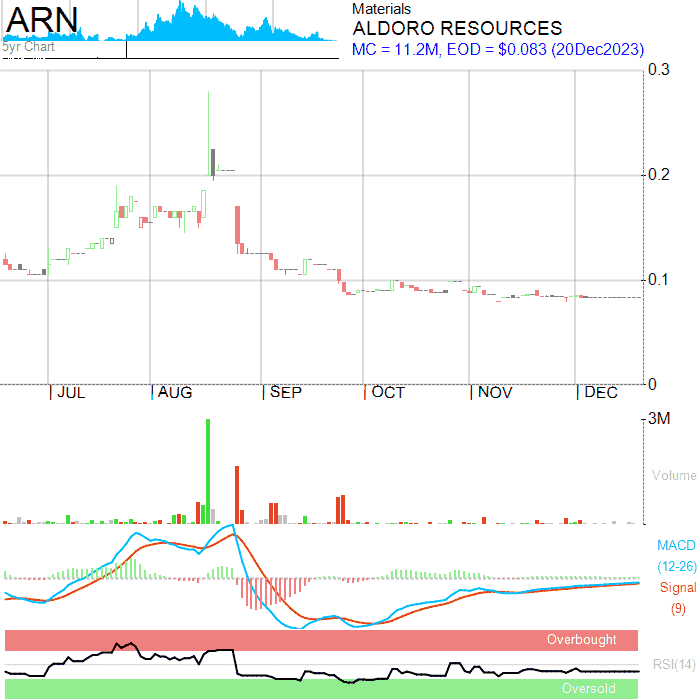 ARN
5yr Chart
Materials
ALDORO RESOURCES
MC = 11.2M, EOD = $0.083 (20Dec2023)
0.3
0.2
0.1
0
JUL AUG SEP OCT NOV DEC
3M
Volume
MACD
(12-26)
Signal
(9)
Overbought
RSI(14)
Oversold